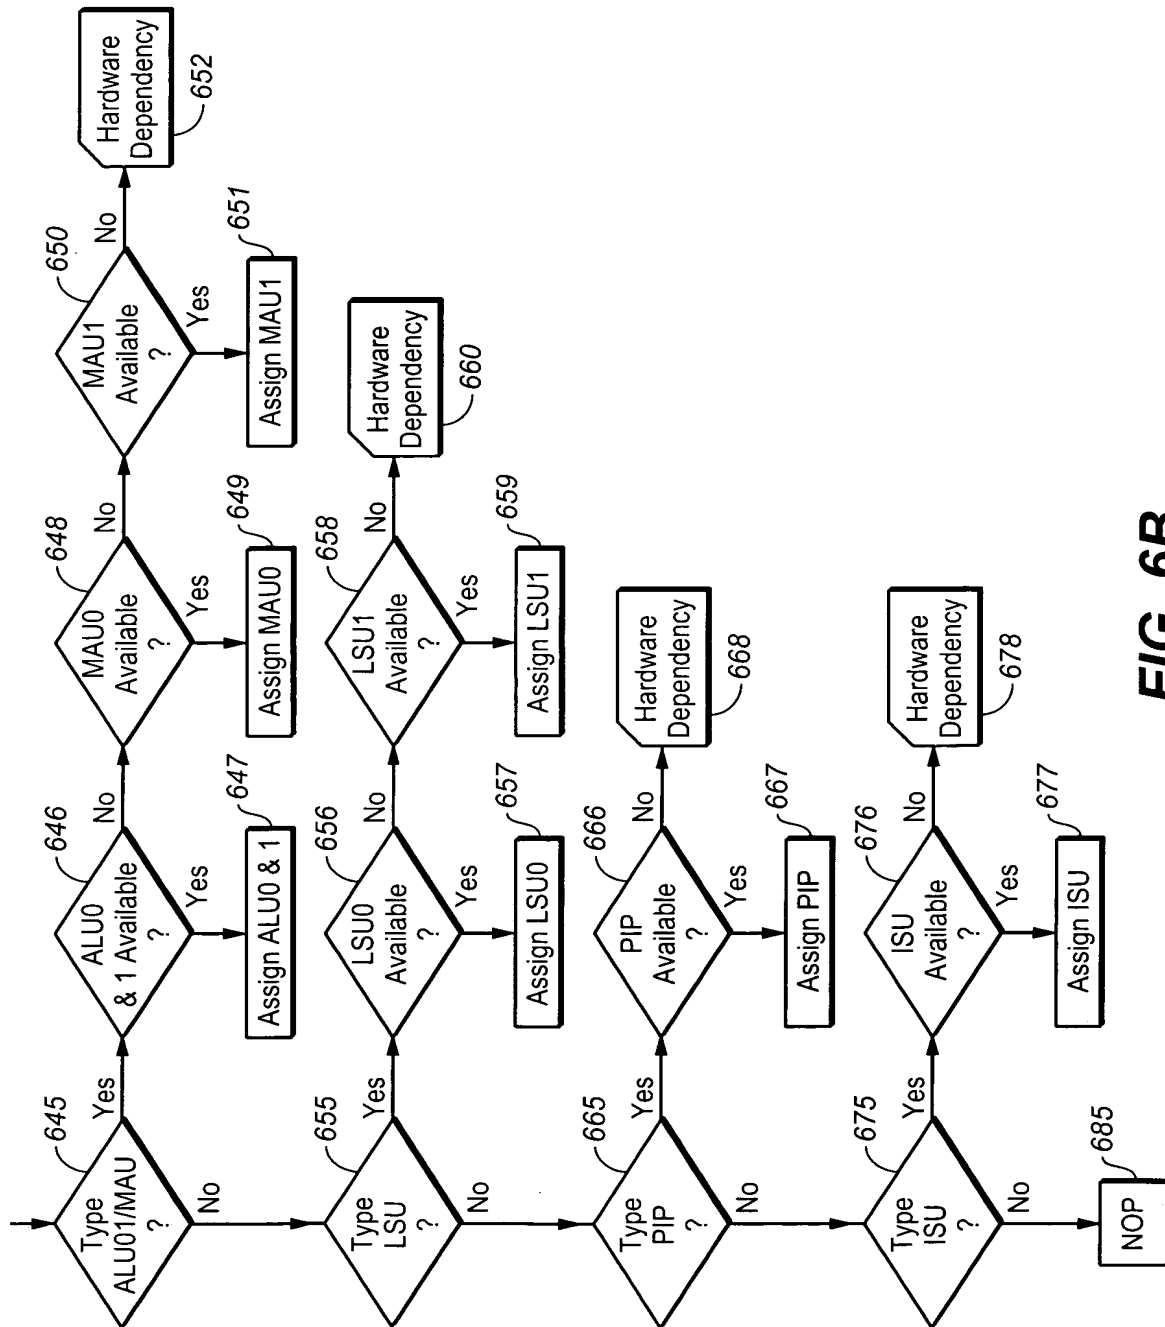 645
Type
ALU01/MAU
?
Yes
No
646
ALU0
& 1 Available
?
No
Yes
647
Assign ALU0 & 1
648
MAU0
Available
?
No
Yes
649
Assign MAU0
650
MAU1
Available
?
No
Yes
651
Assign MAU1
Hardware
Dependency
652
655
Type
LSU
?
Yes
No
656
LSU0
Available
?
No
Yes
657
Assign LSU0
658
LSU1
Available
?
No
Yes
659
Assign LSU1
Hardware
Dependency
660
665
Type
PIP
?
Yes
No
666
PIP
Available
?
No
Yes
667
Assign PIP
Hardware
Dependency
668
675
Type
ISU
?
Yes
No
676
ISU
Available
?
No
Yes
677
Assign ISU
Hardware
Dependency
678
685
NOP
FIG. 6B